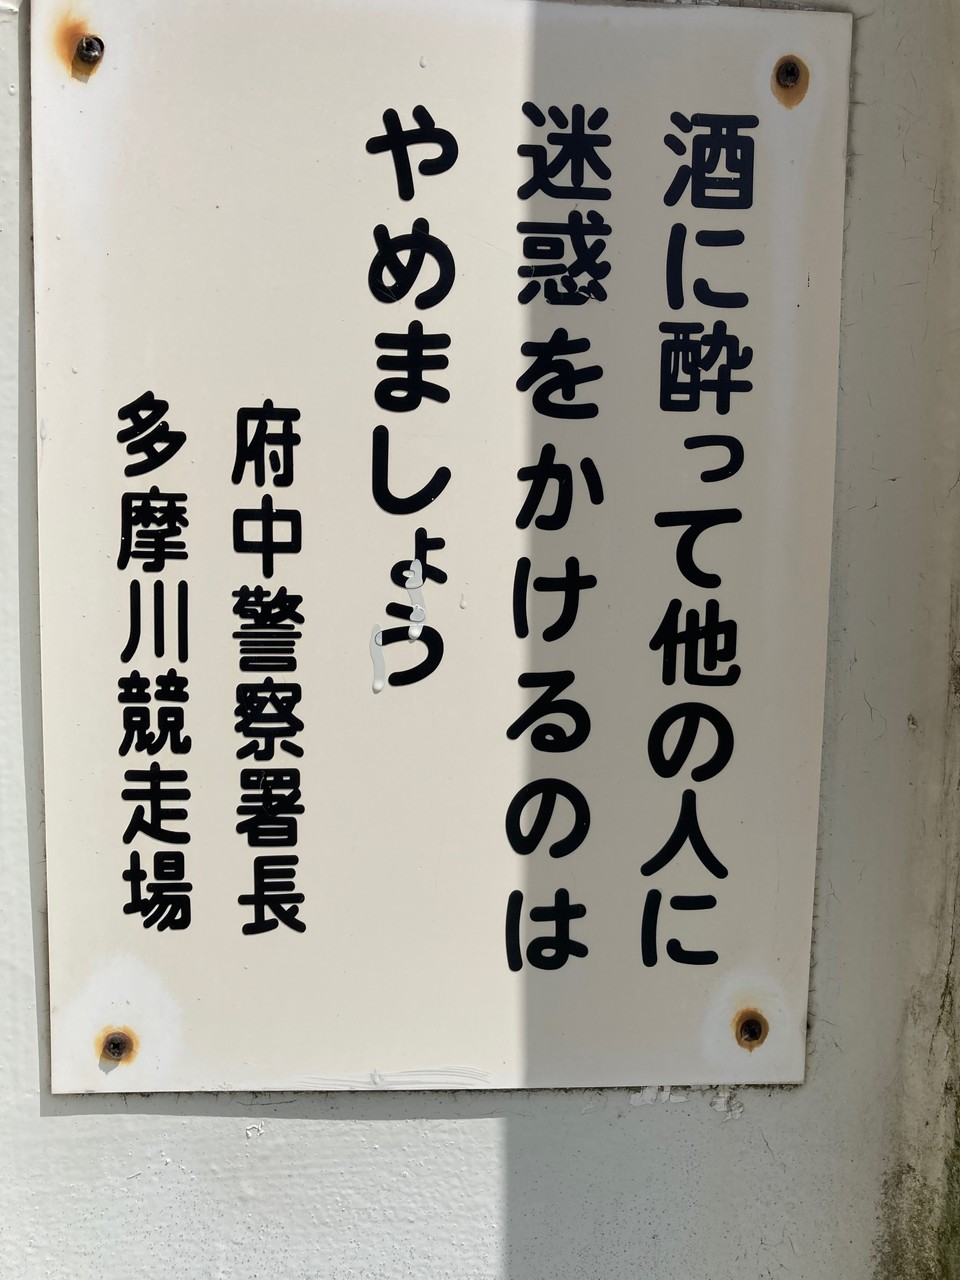 酒に酔って他の人に
迷惑をかけるのは
やめましょう
府中警察署長
多摩川競走場